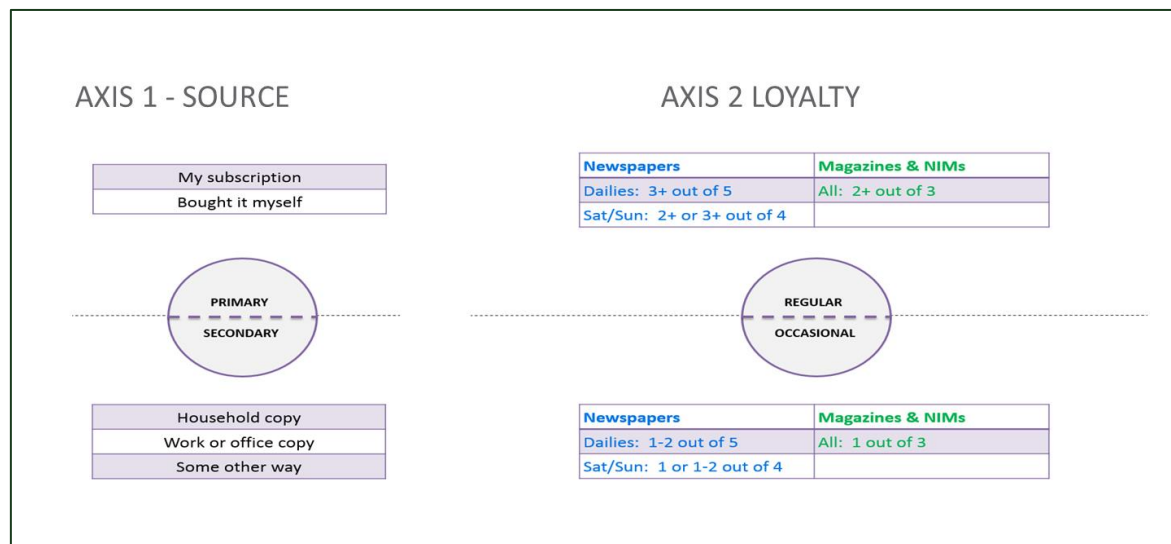 AXIS 1 - SOURCE
My subscription
Bought it myself
PRIMARY
SECONDARY
Household copy
Work or office copy
Some other way
AXIS 2 LOYALTY
Newspapers Magazines & NIMs
Dailies: 3+ out of 5 All: 2+ out of 3
Sat/Sun: 2+ or 3+ out of 4
REGULAR
OCCASIONAL
Newspapers Magazines & NIMs
Dailies: 1-2 out of 5 All: 1 out of 3
Sat/Sun: 1 or 1-2 out of 4